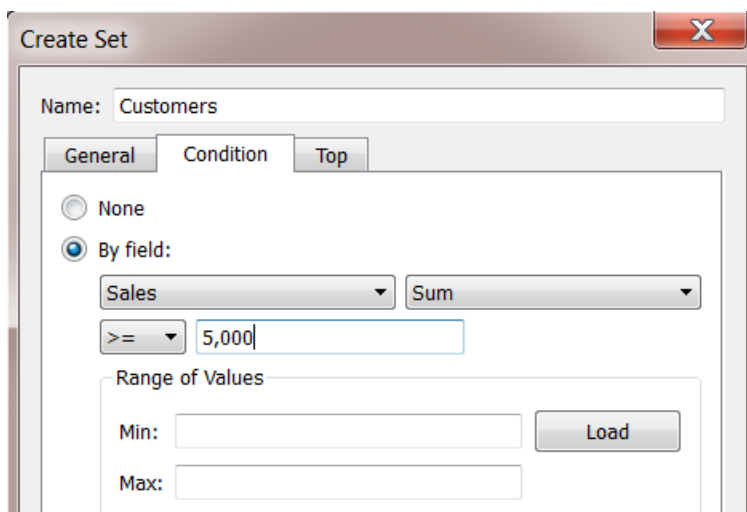 Create Set
X
Name: Customers
General Condition Top
None
By field:
Sales Sum
>= 5,000
Range of Values
Min: Load
Max: